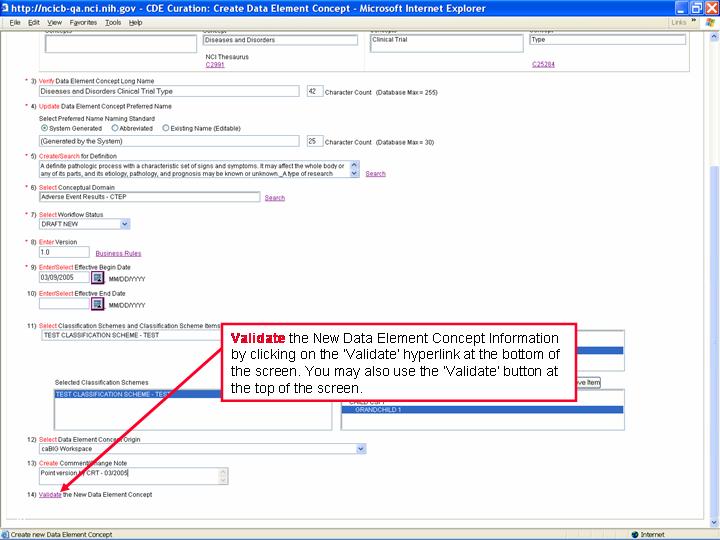 http://ncicb-qa.nci.nih.gov - CDE Curation: Create Data Element Concept - Microsoft Internet Explorer
File Edit View Favorites Tools Help Links »
Concepts Concept Concepts Concept
Diseases and Disorders Clinical Trial Type
NCI Thesaurus
C2991 C25284
* 3) Verify Data Element Concept Long Name
Diseases and Disorders Clinical Trial Type 42 Character Count (Database Max = 255)
* 4) Update Data Element Concept Preferred Name
Select Preferred Name Naming Standard
System Generated Abbreviated Existing Name (Editable)
(Generated by the System) 25 Character Count (Database Max = 30)
* 5) Create/Search for Definition
A definite pathologic process with a characteristic set of signs and symptoms. It may affect the whole body or
any of its parts, and its etiology, pathology, and prognosis may be known or unknown._A type of research Search
* 6) Select Conceptual Domain
Adverse Event Results - CTEP Search
* 7) Select Workflow Status
DRAFT NEW
* 8) Enter Version
1.0 Business Rules
* 9) Enter/Select Effective Begin Date
03/09/2005 MM/DD/YYYY
10) Enter/Select Effective End Date
MM/DD/YYYY
11) Select Classification Schemes and Classification Scheme Items
TEST CLASSIFICATION SCHEME - TEST
Validate the New Data Element Concept Information
by clicking on the 'Validate' hyperlink at the bottom of
the screen. You may also use the 'Validate' button at
the top of the screen.
Selected Classification Schemes Item
TEST CLASSIFICATION SCHEME - TEST
GRANDCHILD 1
12) Select Data Element Concept Origin
caBIG Workspace
13) Create Comment/Change Note
Point version by CRT - 03/2005
14) Validate the New Data Element Concept
Create new Data Element Concept Internet